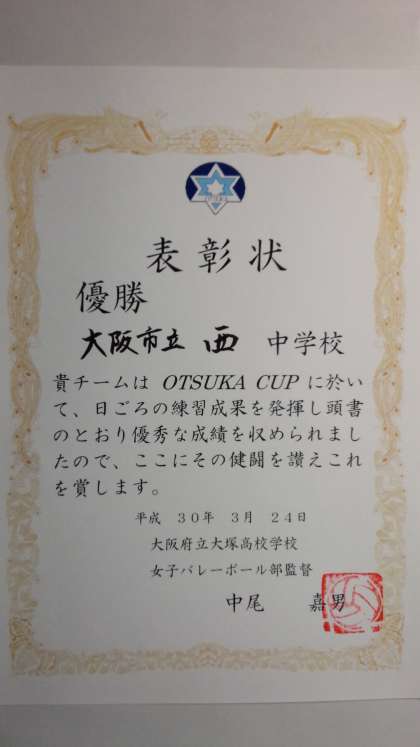 OTSUKA
表彰状
優勝
大阪市立 西 中学校
貴チームは OTSUKA CUP に於い
て、日ごろの練習成果を発揮し頭書
のとおり優秀な成績を収められまし
たので、ここにその健闘を讃えこれ
を賞します。
平成 30年 3月 24日
大阪府立大塚高校学校
女子バレーボール部監督
中尾 嘉男